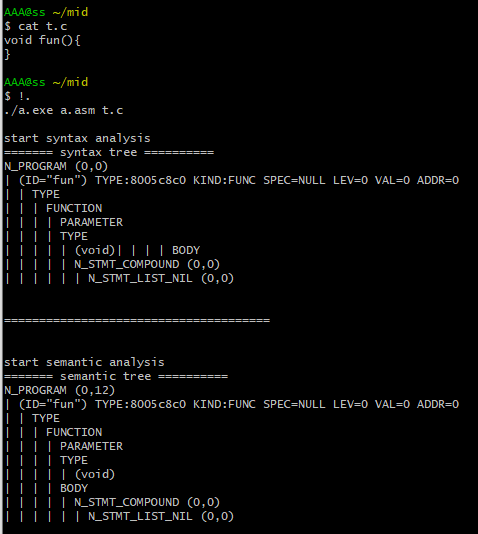 AAA@ss ~/mid
$ cat t.c
void fun(){
}
AAA@ss ~/mid
$ !.
./a.exe a.asm t.c
start syntax analysis
======= syntax tree ==========
N_PROGRAM (0,0)
| (ID="fun") TYPE:8005c8c0 KIND:FUNC SPEC=NULL LEV=0 VAL=0 ADDR=0
| | TYPE
| | | FUNCTION
| | | | PARAMETER
| | | | TYPE
| | | | | (void)| | | | BODY
| | | | | N_STMT_COMPOUND (0,0)
| | | | | | N_STMT_LIST_NIL (0,0)
======================================
start semantic analysis
======= semantic tree ==========
N_PROGRAM (0,12)
| (ID="fun") TYPE:8005c8c0 KIND:FUNC SPEC=NULL LEV=0 VAL=0 ADDR=0
| | TYPE
| | | FUNCTION
| | | | PARAMETER
| | | | TYPE
| | | | | (void)
| | | | BODY
| | | | | N_STMT_COMPOUND (0,0)
| | | | | | N_STMT_LIST_NIL (0,0)